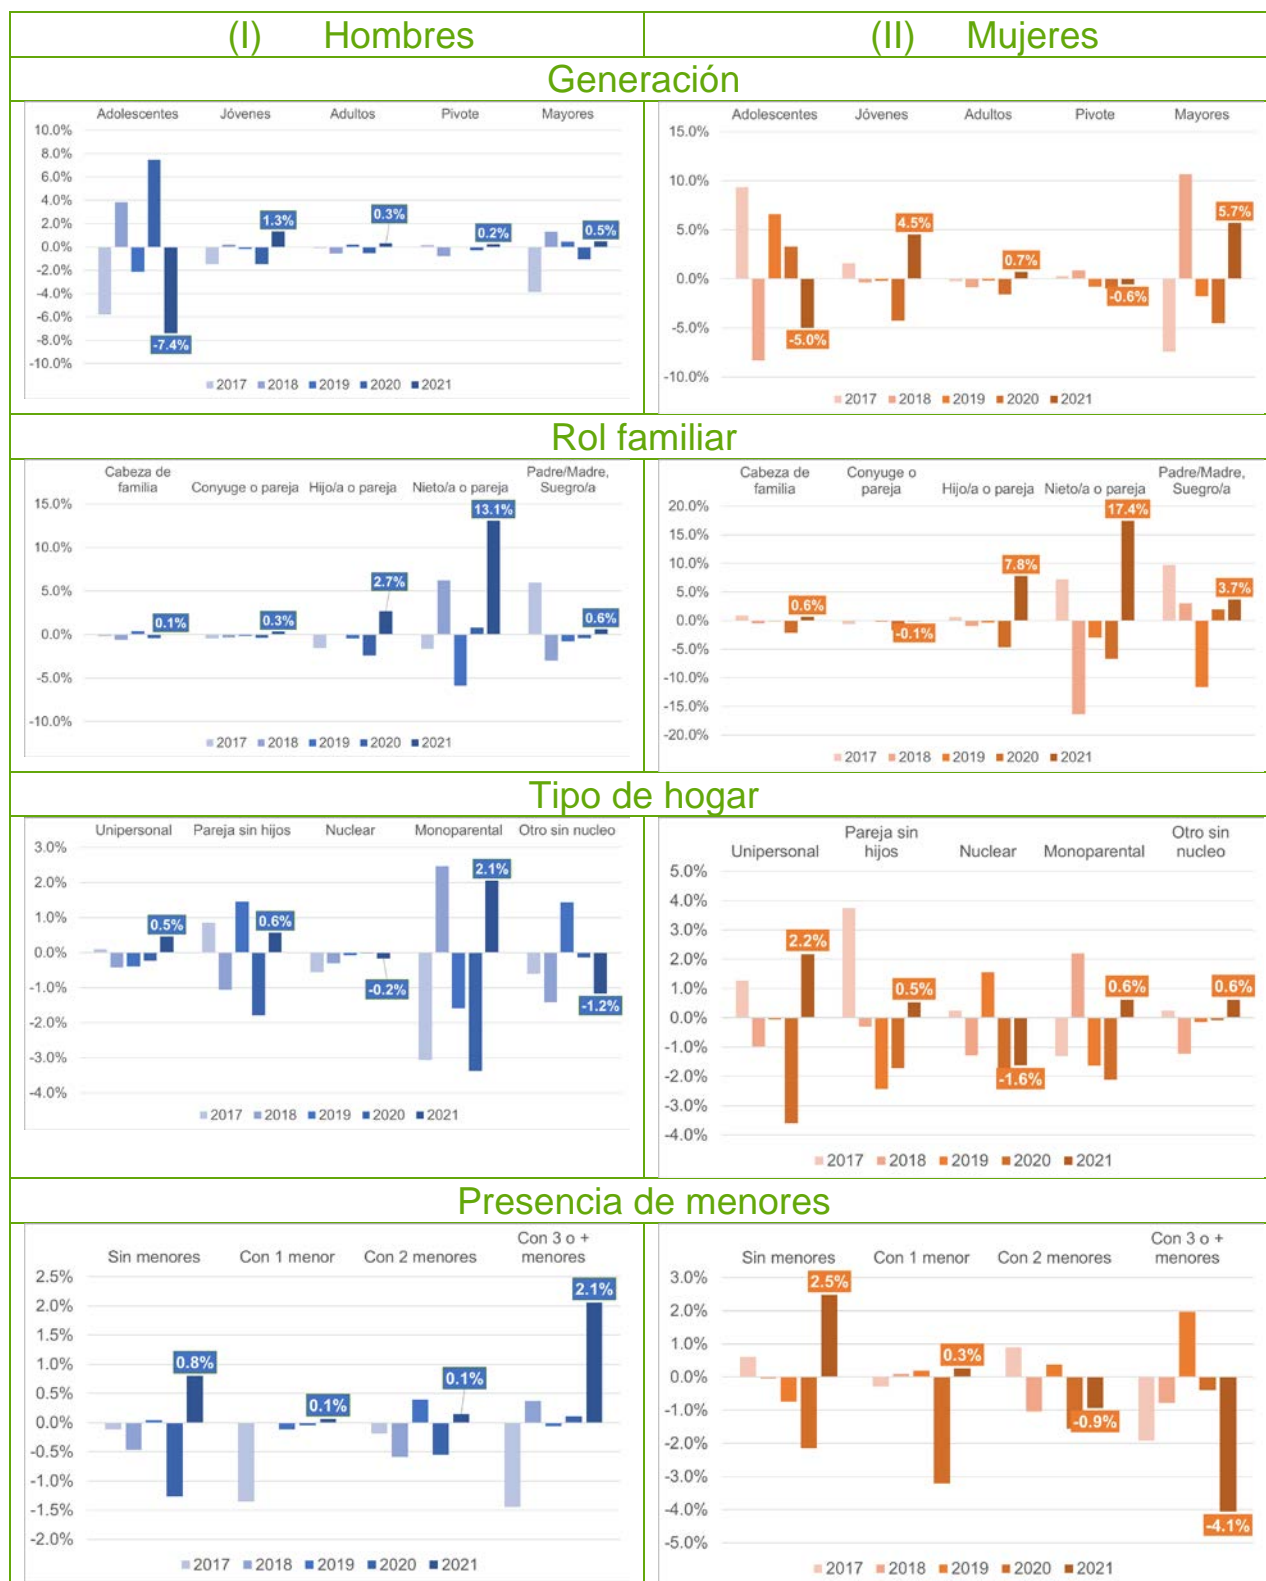 (I) Hombres
(II) Mujeres
Generación
Adolescentes Jóvenes Adultos Pivote Mayores
10.0%
8.0%
6.0%
4.0%
2.0%
0.0%
-2.0%
-4.0%
-6.0%
-8.0%
-10.0%
-7.4%
1.3%
0.3%
0.2%
0.5%
2017 2018 2019 2020 2021
Adolescentes Jóvenes Adultos Pivote Mayores
15.0%
10.0%
5.0%
0.0%
-5.0%
-10.0%
-5.0%
4.5%
0.7%
-0.6%
5.7%
2017 2018 2019 2020 2021
Rol familiar
Cabeza de familia
Conyuge o pareja
Hijo/a o pareja
Nieto/a o pareja
Padre/Madre, Suegro/a
15.0%
10.0%
5.0%
0.0%
-5.0%
-10.0%
0.1%
0.3%
2.7%
13.1%
0.6%
2017 2018 2019 2020 2021
Cabeza de familia
Conyuge o pareja
Hijo/a o pareja
Nieto/a o pareja
Padre/Madre, Suegro/a
20.0%
15.0%
10.0%
5.0%
0.0%
-5.0%
-10.0%
-15.0%
-20.0%
0.6%
-0.1%
7.8%
17.4%
3.7%
2017 2018 2019 2020 2021
Tipo de hogar
Unipersonal Pareja sin hijos Nuclear Monoparental Otro sin nucleo
3.0%
2.0%
1.0%
0.0%
-1.0%
-2.0%
-3.0%
-4.0%
0.5%
0.6%
-0.2%
2.1%
-1.2%
2017 2018 2019 2020 2021
Unipersonal
Pareja sin hijos
Nuclear
Monoparental
Otro sin nucleo
5.0%
4.0%
3.0%
2.0%
1.0%
0.0%
-1.0%
-2.0%
-3.0%
-4.0%
2.2%
0.5%
-1.6%
0.6%
0.6%
2017 2018 2019 2020 2021
Presencia de menores
Sin menores
Con 1 menor
Con 2 menores
Con 3 o + menores
2.5%
2.0%
1.5%
1.0%
0.5%
0.0%
-0.5%
-1.0%
-1.5%
-2.0%
0.8%
0.1%
0.1%
2.1%
2017 2018 2019 2020 2021
Sin menores
Con 1 menor
Con 2 menores
Con 3 o + menores
3.0%
2.0%
1.0%
0.0%
-1.0%
-2.0%
-3.0%
-4.0%
-5.0%
2.5%
0.3%
-0.9%
-4.1%
2017 2018 2019 2020 2021